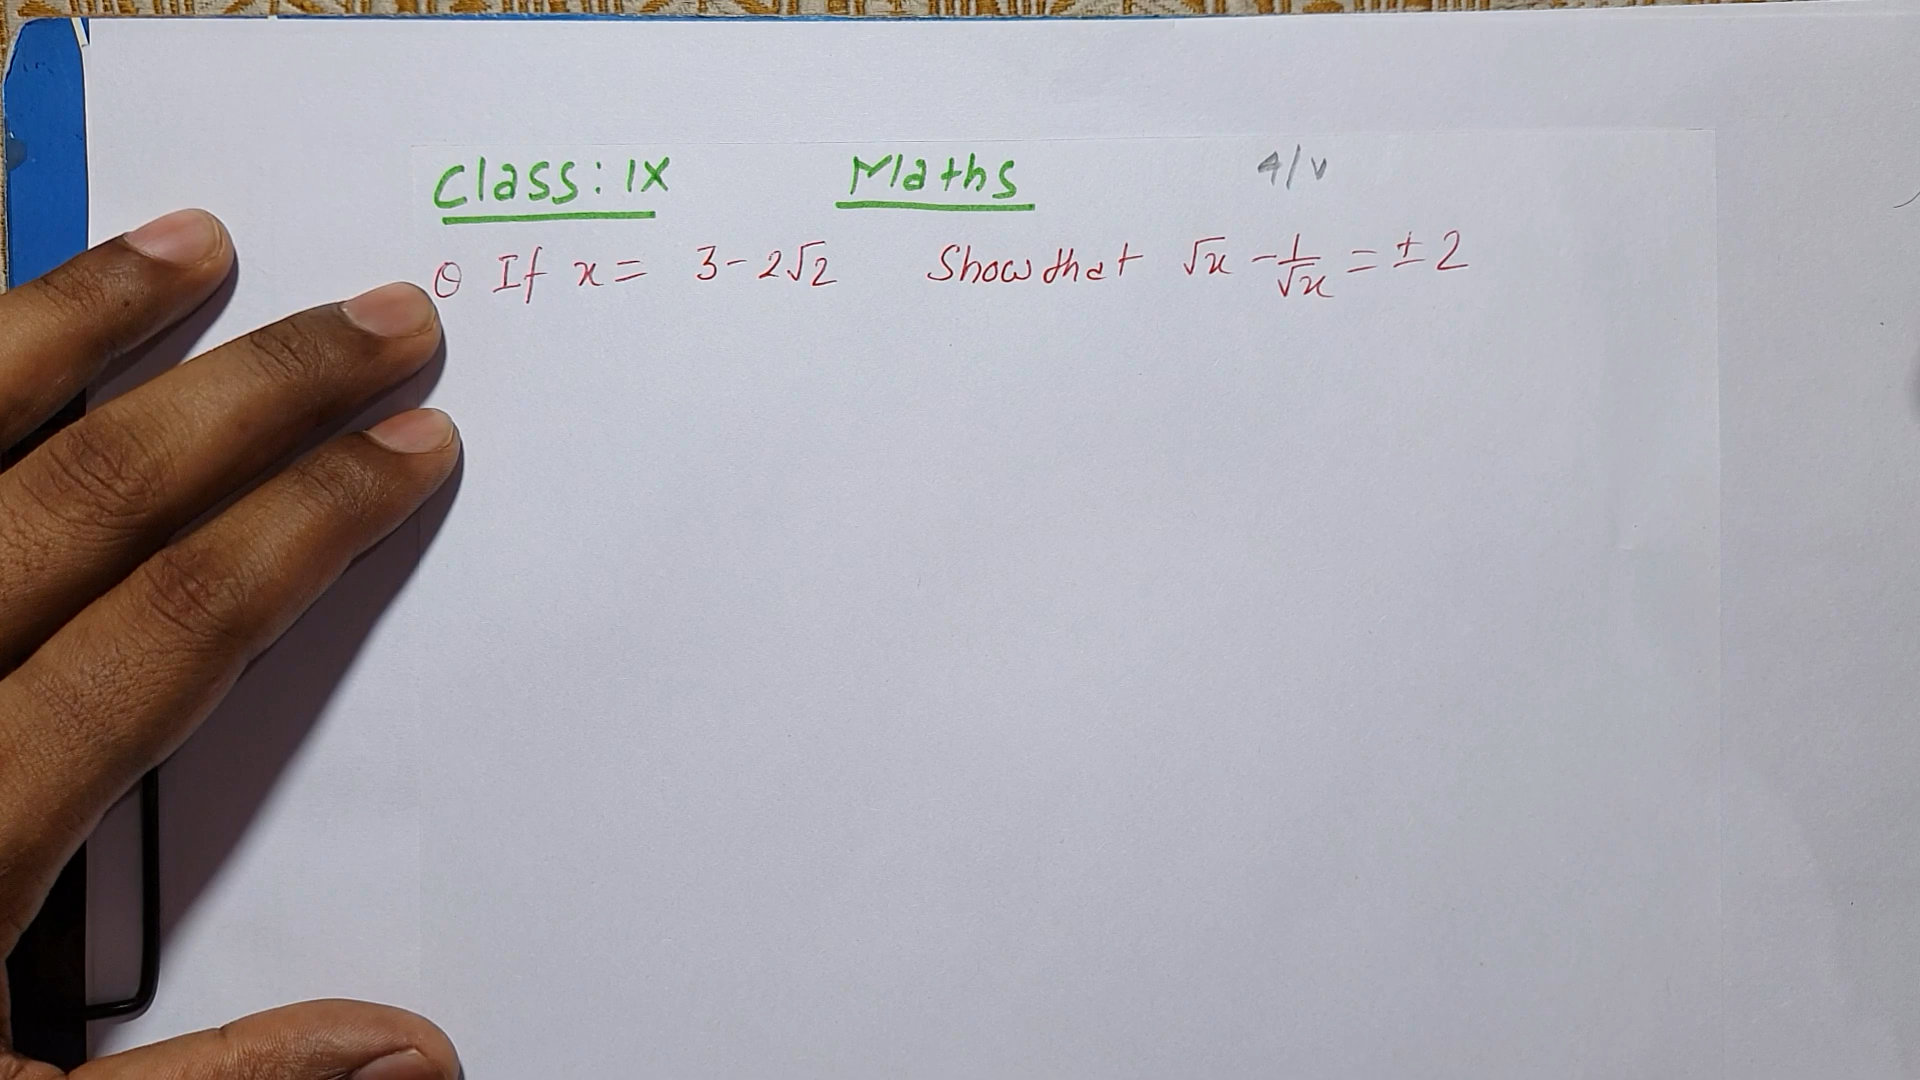 Class: IX Maths 4/V
Q If x = 3-2√2 Show that √x - 1/√x = ± 2